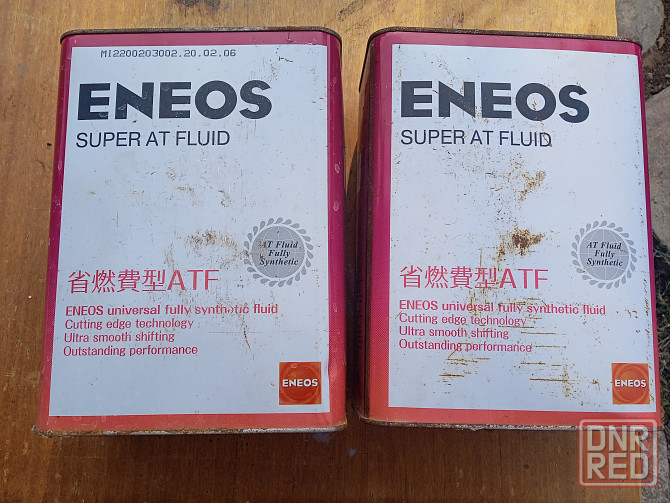 MI2200203002.20.02.06
ENEOS
SUPER AT FLUID
AT Fluid
Fully
Synthetic
省燃費型ATF
ENEOS universal fully synthetic fluid
Cutting edge technology
Ultra smooth shifting
Outstanding performance
ENEOS
ENEOS
SUPER AT FLUID
AT Fluid
Fully
Synthetic
省燃費型ATF
ENEOS universal fully synthetic fluid
Cutting edge technology
Ultra smooth shifting
Outstanding performance
ENEOS
DNR
RED